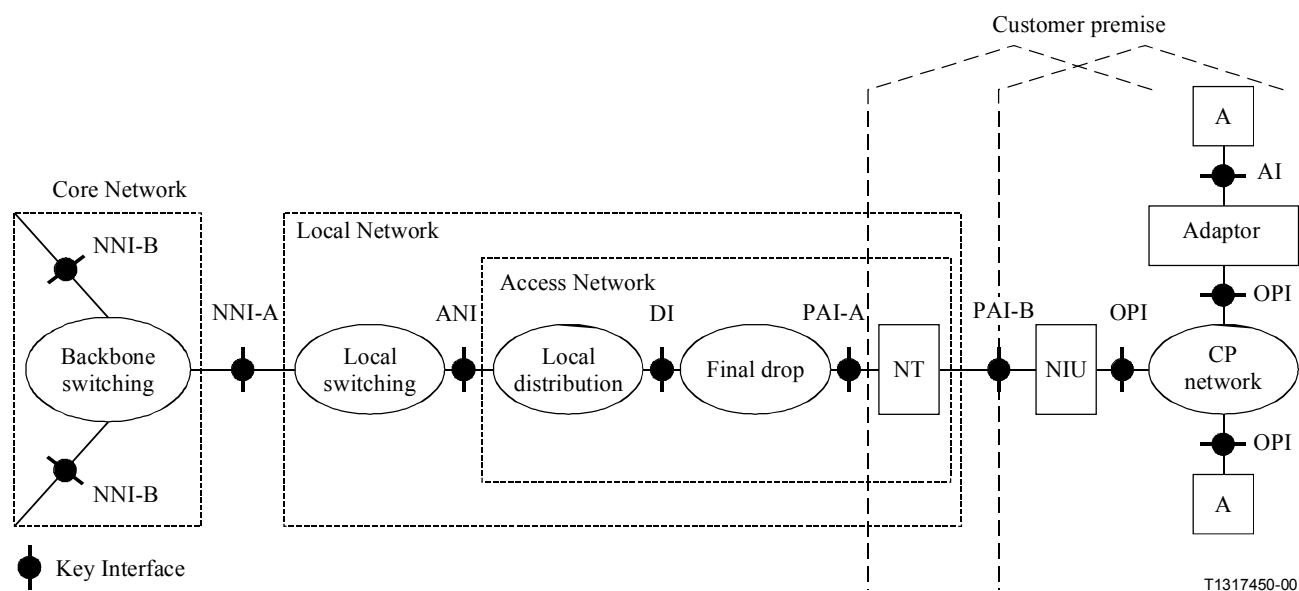 Customer premise
A
AI
Core Network
NNI-B
Local Network
Adaptor
Access Network
OPI
NNI-A
ANI
DI
PAI-A
PAI-B
OPI
Backbone
switching
Local
switching
Local
distribution
Final drop
NT
NIU
CP
network
OPI
NNI-B
A
Key Interface
T1317450-00